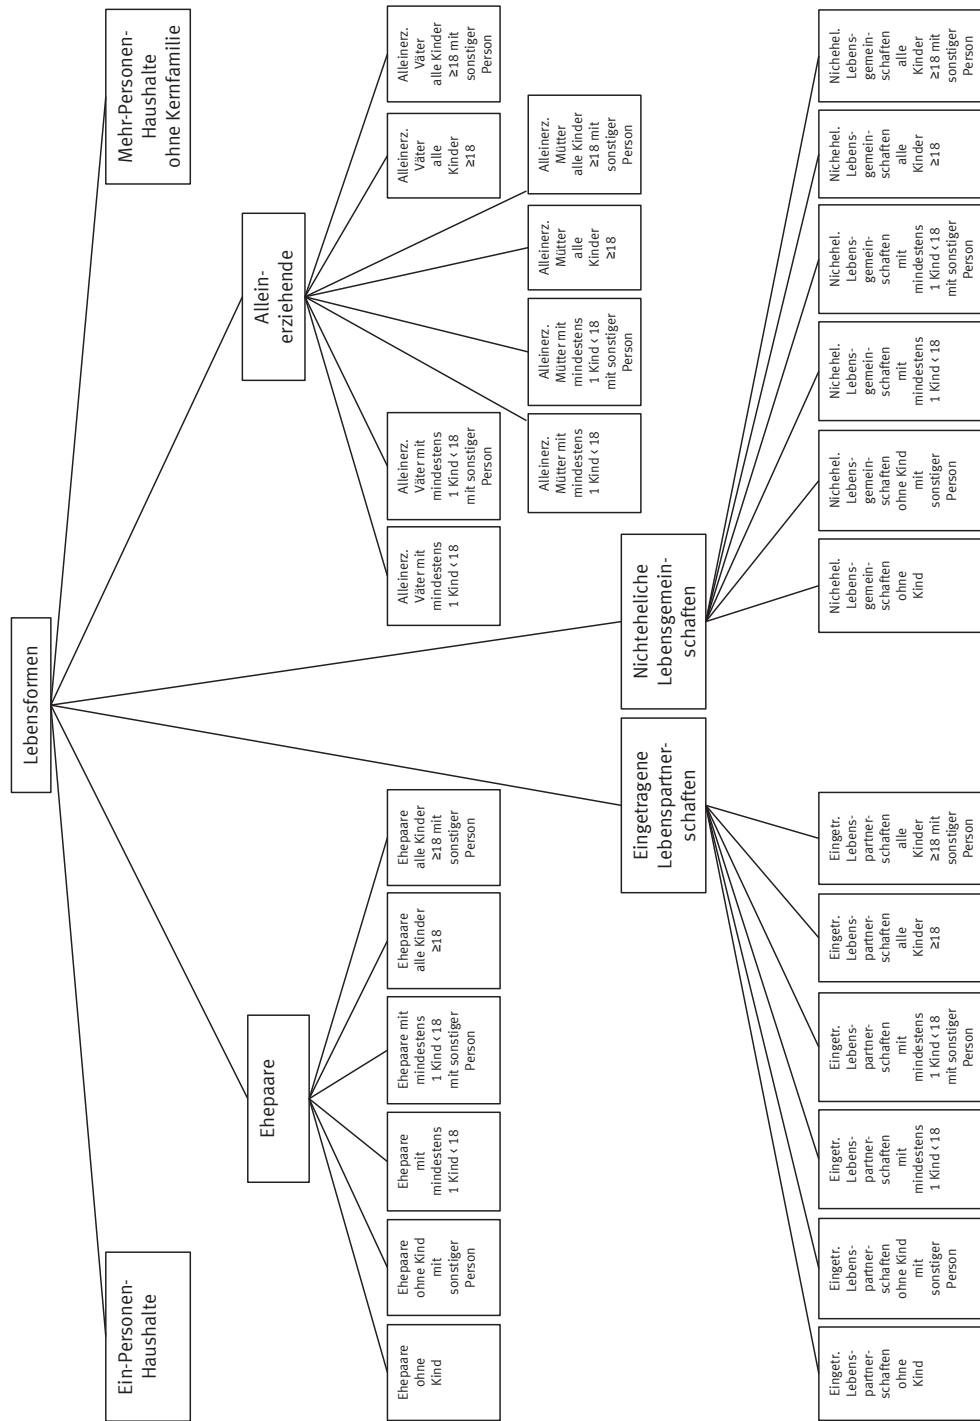 Lebensformen
Ein-Personen-
Haushalte
Mehr-Personen-
Haushalte
ohne Kernfamilie
Ehepaare
Allein-
erziehende
Ehepaare
ohne
Kind
Ehepaare
ohne Kind
mit
sonstiger
Person
Ehepaare
mit
mindestens
1 Kind < 18
Ehepaare mit
mindestens
1 Kind < 18
mit sonstiger
Person
Ehepaare
alle Kinder
≥18
Ehepaare
alle Kinder
≥18 mit
sonstiger
Person
Alleinerz.
Väter mit
mindestens
1 Kind < 18
Alleinerz.
Väter mit
mindestens
1 Kind < 18
mit sonstiger
Person
Alleinerz.
Väter
alle
Kinder
≥18
Alleinerz.
Väter
alle Kinder
≥18 mit
sonstiger
Person
Alleinerz.
Mütter mit
mindestens
1 Kind < 18
Alleinerz.
Mütter mit
mindestens
1 Kind < 18
mit sonstiger
Person
Alleinerz.
Mütter
alle
Kinder
≥18
Alleinerz.
Mütter
alle Kinder
≥18 mit
sonstiger
Person
Eingetragene
Lebenspartner-
schaften
Nichteheliche
Lebensgemein-
schaften
Eingetr.
Lebens-
partner-
schaften
ohne
Kind
Eingetr.
Lebens-
partner-
schaften
ohne Kind
mit
sonstiger
Person
Eingetr.
Lebens-
partner-
schaften
mit
mindestens
1 Kind < 18
Eingetr.
Lebens-
partner-
schaften
mit
mindestens
1 Kind < 18
mit sonstiger
Person
Eingetr.
Lebens-
partner-
schaften
alle
Kinder
≥18
Eingetr.
Lebens-
partner-
schaften
alle
Kinder
≥18 mit
sonstiger
Person
Nichehel.
Lebens-
gemein-
schaften
ohne
Kind
Nichehel.
Lebens-
gemein-
schaften
ohne Kind
mit
sonstiger
Person
Nichehel.
Lebens-
gemein-
schaften
mit
mindestens
1 Kind < 18
Nichehel.
Lebens-
gemein-
schaften
mit
mindestens
1 Kind < 18
mit sonstiger
Person
Nichehel.
Lebens-
gemein-
schaften
alle
Kinder
≥18
Nichehel.
Lebens-
gemein-
schaften
alle
Kinder
≥18 mit
sonstiger
Person